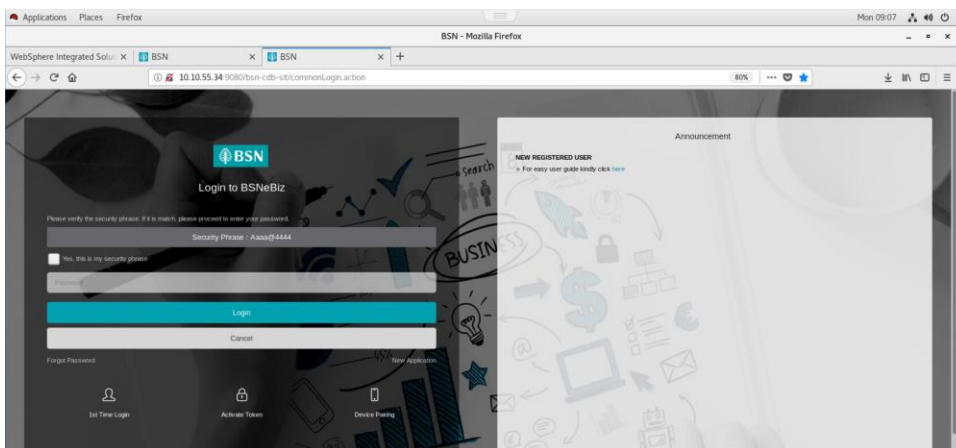 Applications Places Firefox Mon 09:07
BSN - Mozilla Firefox
WebSphere Integrated Solu BSN BSN
10.10.55.34:9080/bsn-cdb-sit/commonLogin.action 80%
BSN
Login to BSNeBiz
Please verify the security phrase. If it is match, please proceed to enter your password.
Security Phrase : Aaaa@4444
Yes, this is my security phrase
Password
Login
Cancel
Forgot Password New Application
1st Time Login Activate Token Device Pairing
Announcement
NEW REGISTERED USER
For easy user guide kindly click here
search
BUSINESS
45%